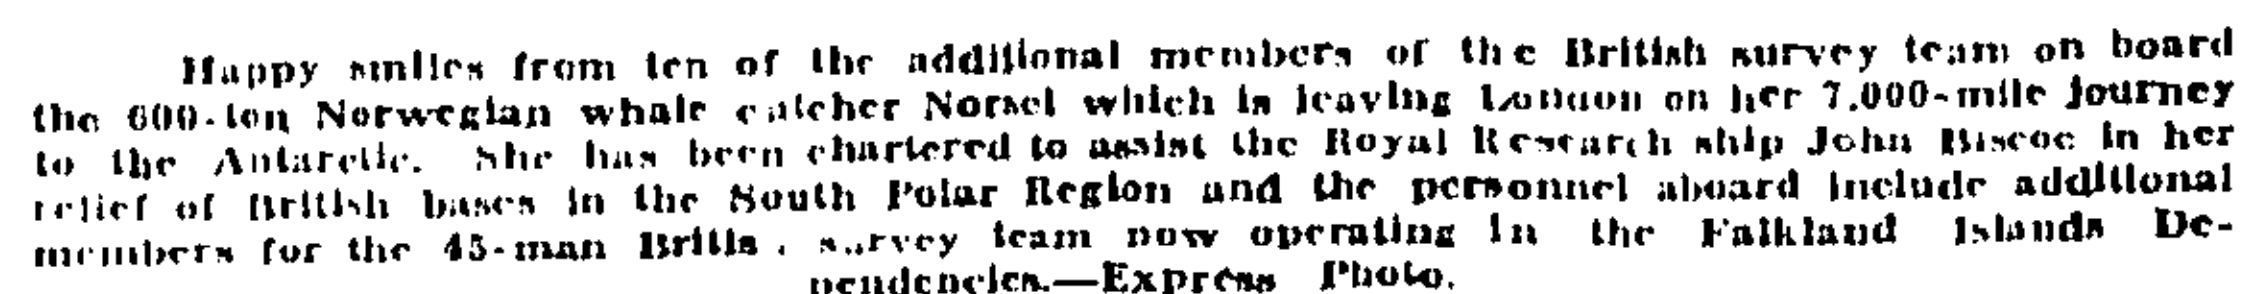 Happy smiles from ten of the additional members of the British survey team on board
the 600-ton Norwegian whale catcher Norsel which is leaving London on her 7,000-mile journey
to the Antarctic. She has been chartered to assist the Royal Research ship John Biscoe in her
relief of British bases in the South Polar Region and the personnel aboard include additional
members for the 45-man British survey team now operating in the Falkland Islands De-
pendencies.—Express Photo.